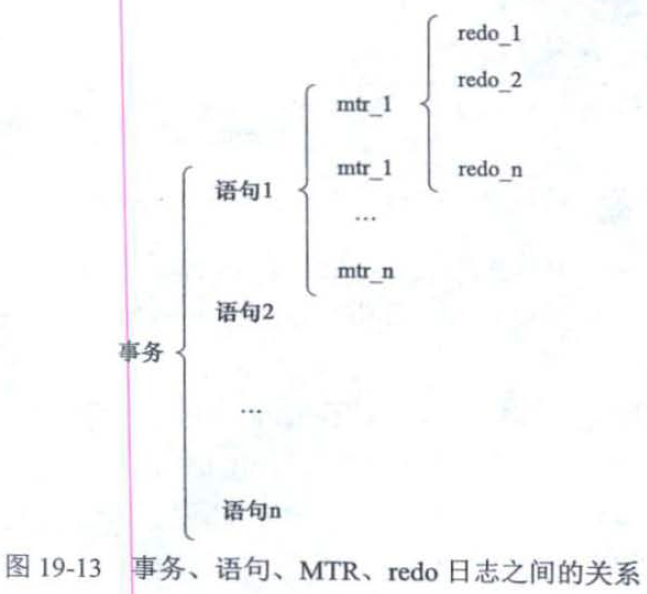 redo_1
redo_2
mtr_1
mtr_1
redo_n
语句1
…
mtr_n
语句2
事务
…
语句n
图 19-13 事务、语句、MTR、redo 日志之间的关系